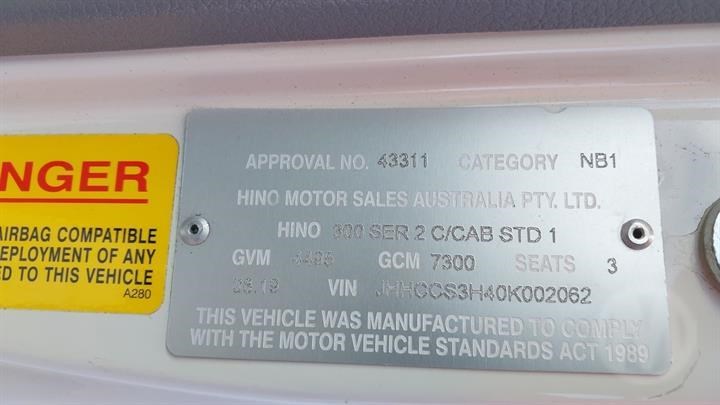 NGER
AIRBAG COMPATIBLE
DEPLOYMENT OF ANY
D TO THIS VEHICLE
A280
APPROVAL NO. 43311 CATEGORY NB1
HINO MOTOR SALES AUSTRALIA PTY. LTD.
HINO 300 SER 2 C/CAB STD 1
GVM 4495 GCM 7300 SEATS 3
VIN JHHCCS3H40K002062
THIS VEHICLE WAS MANUFACTURED TO COMPLY
WITH THE MOTOR VEHICLE STANDARDS ACT 1989